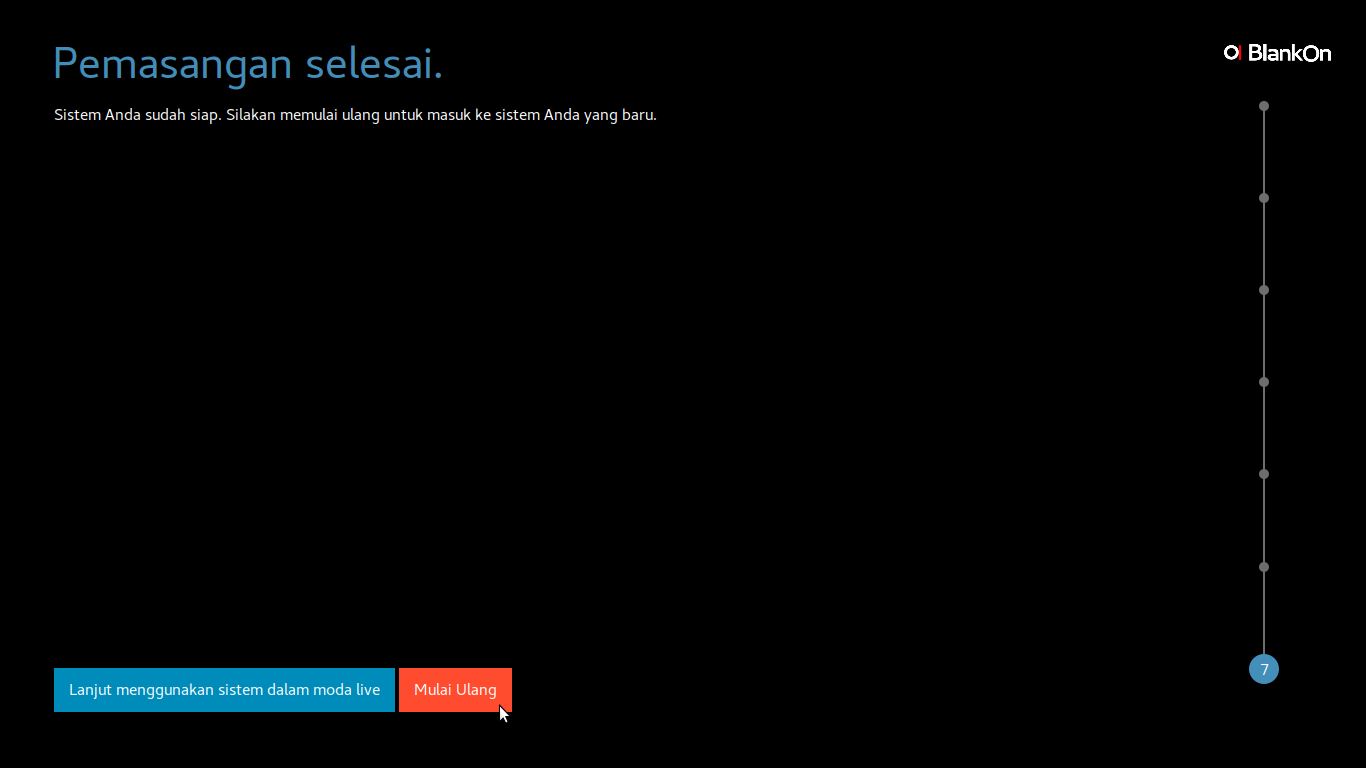 Pemasangan selesai.
BlankOn
Sistem Anda sudah siap. Silakan memulai ulang untuk masuk ke sistem Anda yang baru.
7
Lanjut menggunakan sistem dalam moda live
Mulai Ulang